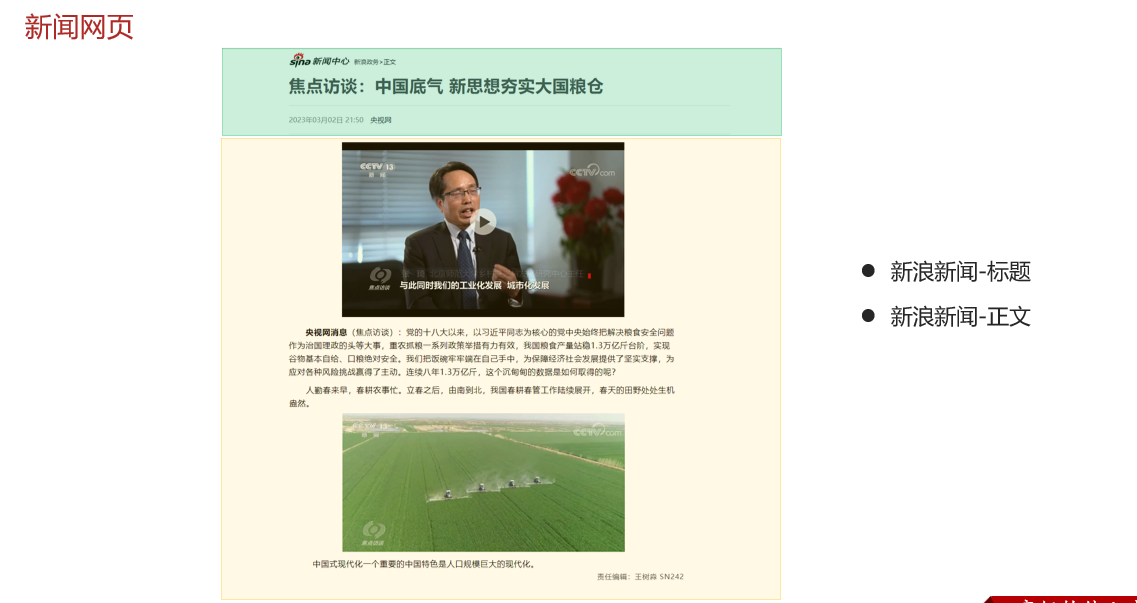 新闻网页
sina 新闻中心 新浪政务>正文
焦点访谈：中国底气 新思想夯实大国粮仓
2023年03月02日 21:50 央视网
CCTV 13
新闻
CCTV.com
焦点访谈
与此同时我们的工业化发展 城市化发展
央视网消息（焦点访谈）：党的十八大以来，以习近平同志为核心的党中央始终把解决粮食安全问题
作为治国理政的头等大事，重农抓粮一系列政策举措有力有效，我国粮食产量站稳1.3万亿斤台阶，实现
谷物基本自给、口粮绝对安全。我们把饭碗牢牢端在自己手中，为保障经济社会发展提供了坚实支撑，为
应对各种风险挑战赢得了主动。连续八年1.3万亿斤，这个沉甸甸的数据是如何取得的呢？
人勤春来早，春耕农事忙。立春之后，由南到北，我国春耕春管工作陆续展开，春天的田野处处生机
盎然。
CCTV 13
新闻
CCTV.com
焦点访谈
中国式现代化一个重要的中国特色是人口规模巨大的现代化。
责任编辑：王树淼 SN242
● 新浪新闻-标题
● 新浪新闻-正文